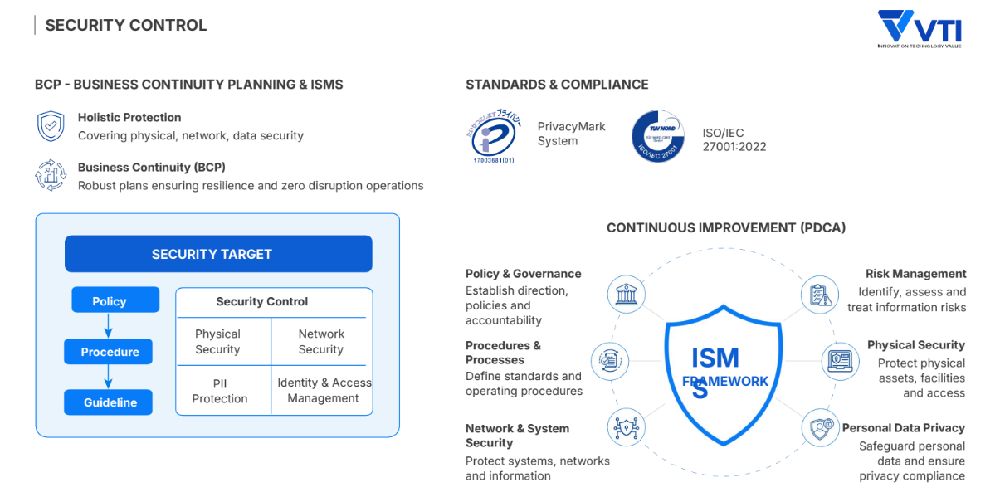 SECURITY CONTROL
VTI
INNOVATION TECHNOLOGY VALUE
BCP - BUSINESS CONTINUITY PLANNING & ISMS
Holistic Protection
Covering physical, network, data security
Business Continuity (BCP)
Robust plans ensuring resilience and zero disruption operations
SECURITY TARGET
Policy
Procedure
Guideline
Security Control
Physical
Security
Network
Security
PII
Protection
Identity & Access
Management
STANDARDS & COMPLIANCE
たいせつにします プライバシー
17003681(01)
PrivacyMark
System
TUV NORD
TUV NORD CERT
GmbH
ISO/IEC 27001
ISO/IEC
27001:2022
CONTINUOUS IMPROVEMENT (PDCA)
Policy & Governance
Establish direction,
policies and
accountability
Procedures &
Processes
Define standards and
operating procedures
Network & System
Security
Protect systems, networks
and information
ISM
S
FRAMEWORK
Risk Management
Identify, assess and
treat information risks
Physical Security
Protect physical
assets, facilities
and access
Personal Data Privacy
Safeguard personal
data and ensure
privacy compliance